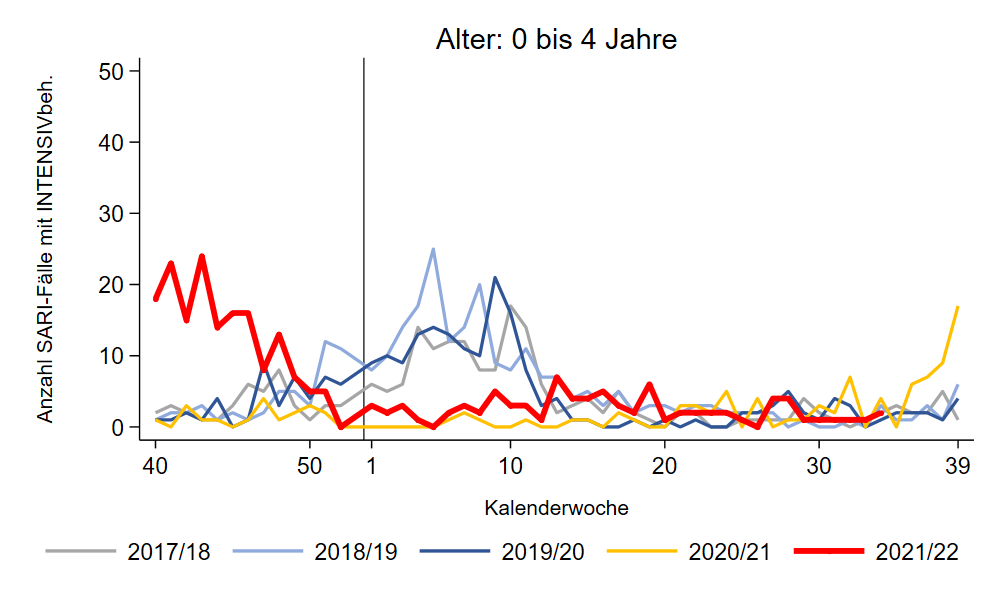 Alter: 0 bis 4 Jahre
Anzahl SARI-Fälle mit INTENSIVbeh.
50
40
30
20
10
0
40 50 1 10 20 30 39
Kalenderwoche
2017/18 2018/19 2019/20 2020/21 2021/22